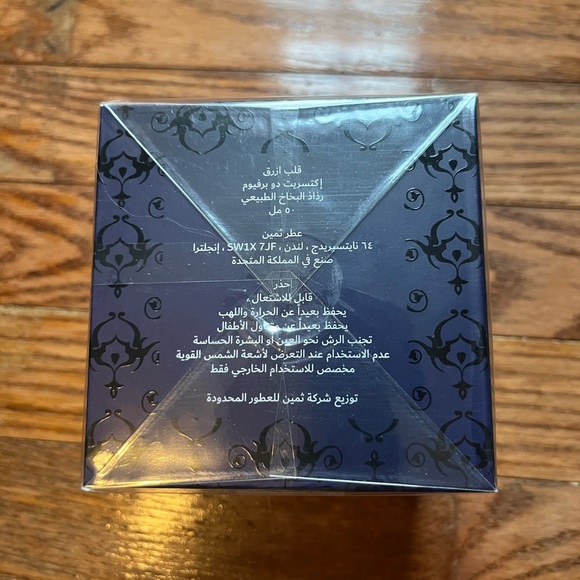 قلب ازرق
إكتسريت دو برفيوم
رذاذ البخاخ الطبيعي
٥٠ مل
عطر ثمين
٦٤ نايتسبريدج ، لندن ، SW1X 7JF ، إنجلترا
صنع في المملكة المتحدة
إحذر
قابل للاشتعال
يحفظ بعيداً عن الحرارة واللهب
يحفظ بعيداً عن متناول الأطفال
تجنب الرش نحو العين أو البشرة الحساسة
عدم الاستخدام عند التعرض لأشعة الشمس القوية
مخصص للاستخدام الخارجي فقط
توزيع شركة ثمين للعطور المحدودة